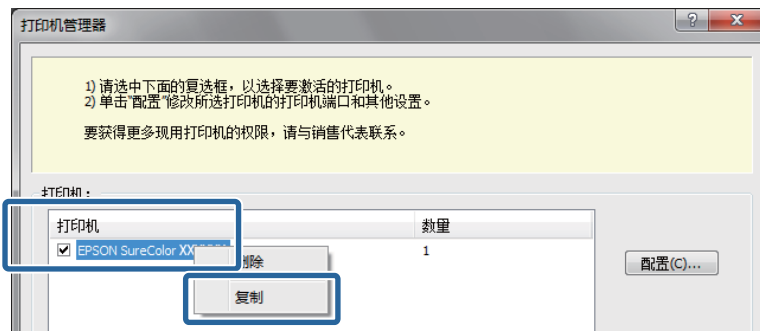 打印机管理器
1) 请选中下面的复选框，以选择要激活的打印机。
2) 单击“配置”修改所选打印机的打印机端口和其他设置。
要获得更多现用打印机的权限，请与销售代表联系。
打印机：
打印机 数量
EPSON SureColor 1
删除
配置(C)...
复制